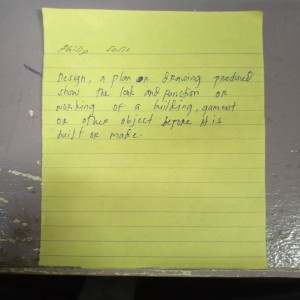 Design, a plan or drawing produced
show the look and function or
working of a building, garment
or other object before it is
built or made.